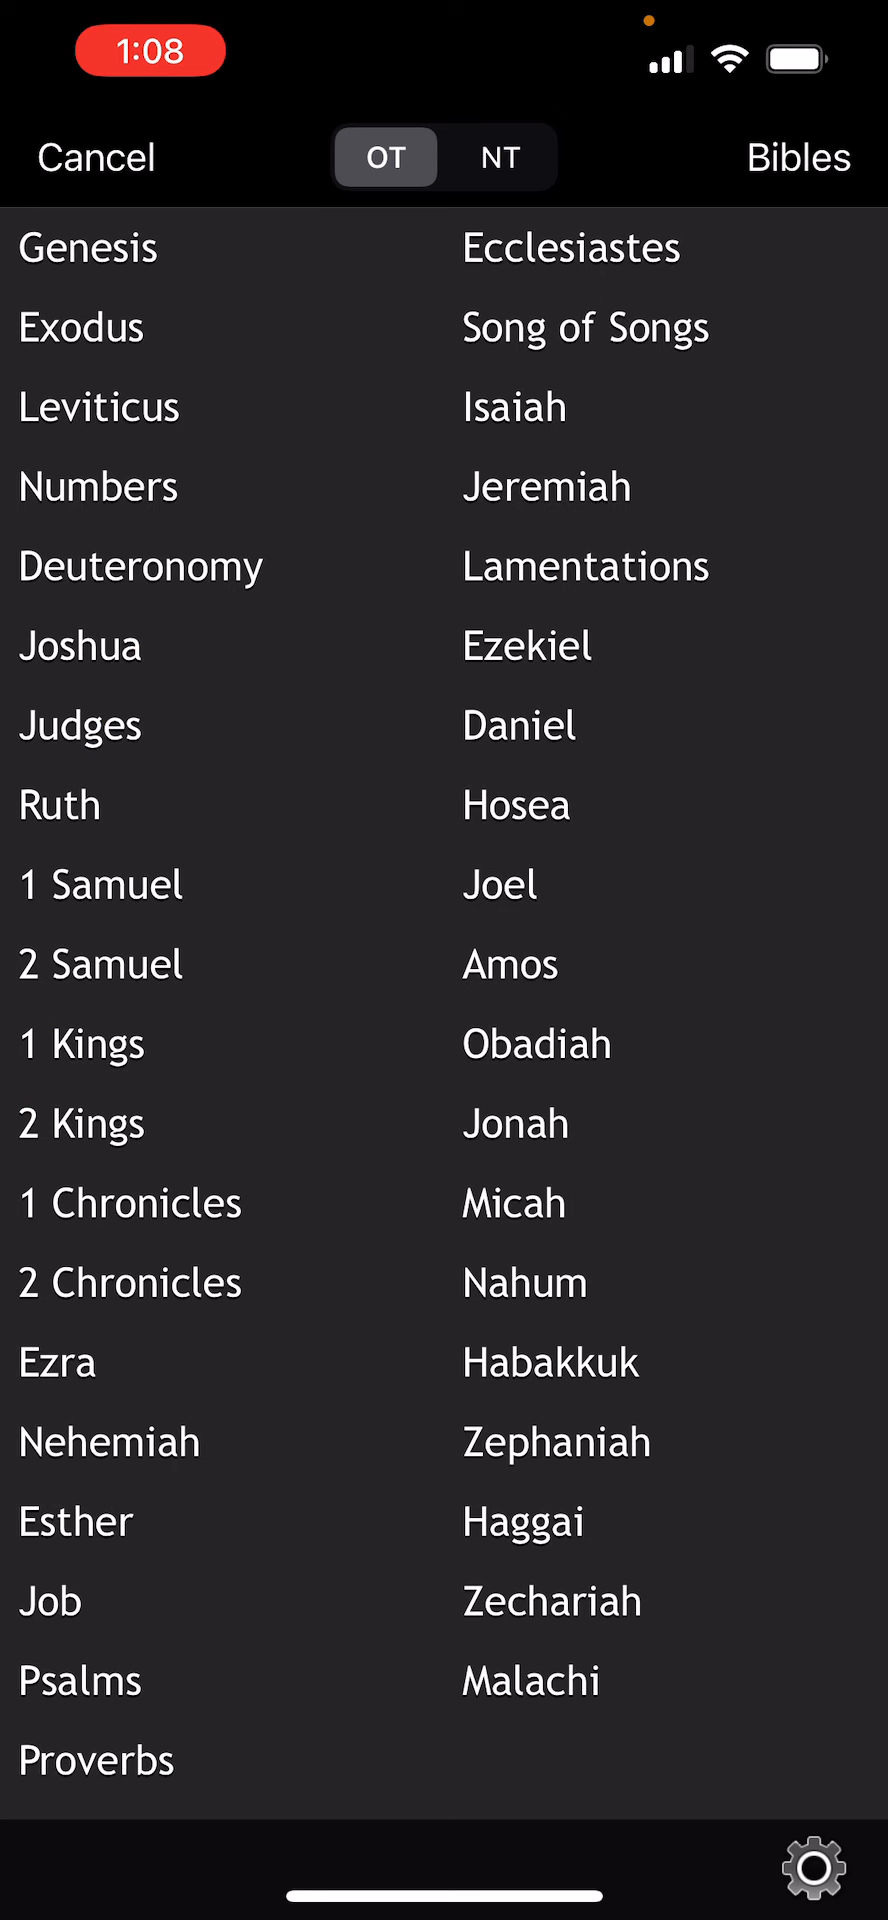 1:08
Cancel
OT
NT
Bibles
Genesis
Exodus
Leviticus
Numbers
Deuteronomy
Joshua
Judges
Ruth
1 Samuel
2 Samuel
1 Kings
2 Kings
1 Chronicles
2 Chronicles
Ezra
Nehemiah
Esther
Job
Psalms
Proverbs
Ecclesiastes
Song of Songs
Isaiah
Jeremiah
Lamentations
Ezekiel
Daniel
Hosea
Joel
Amos
Obadiah
Jonah
Micah
Nahum
Habakkuk
Zephaniah
Haggai
Zechariah
Malachi